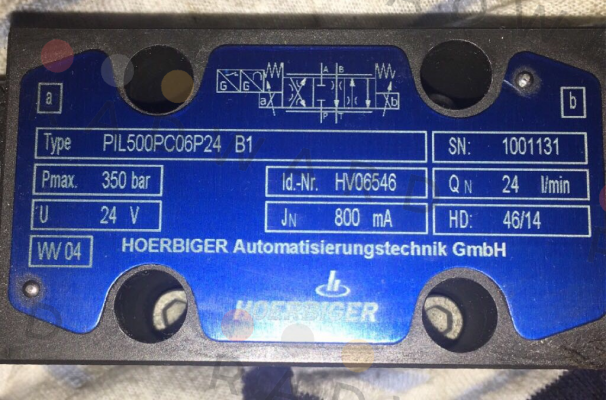 A B
G G
a b
P T
a
b
Type PIL500PC06P24 B1
SN: 1001131
Pmax. 350 bar
Id.-Nr. HV06546
QN 24 l/min
U 24 V
JN 800 mA
HD: 46/14
VV 04
HOERBIGER Automatisierungstechnik GmbH
HOERBIGER